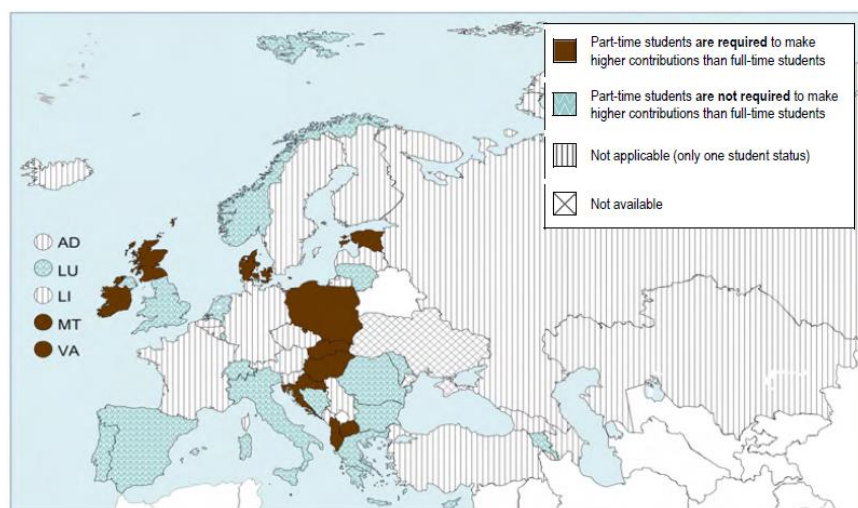 Part-time students are required to make
higher contributions than full-time students
Part-time students are not required to make
higher contributions than full-time students
Not applicable (only one student status)
Not available
AD
LU
LI
MT
VA